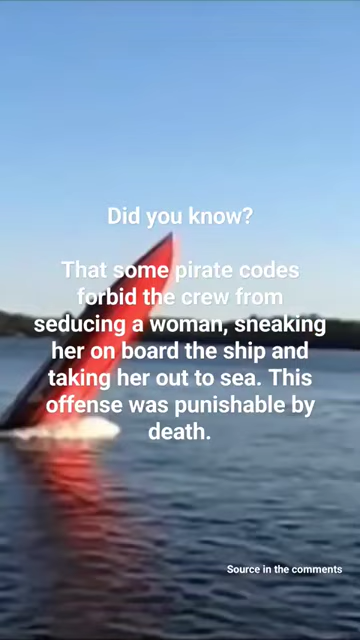 Did you know?
That some pirate codes
forbid the crew from
seducing a woman, sneaking
her on board the ship and
taking her out to sea. This
offense was punishable by
death.
Source in the comments